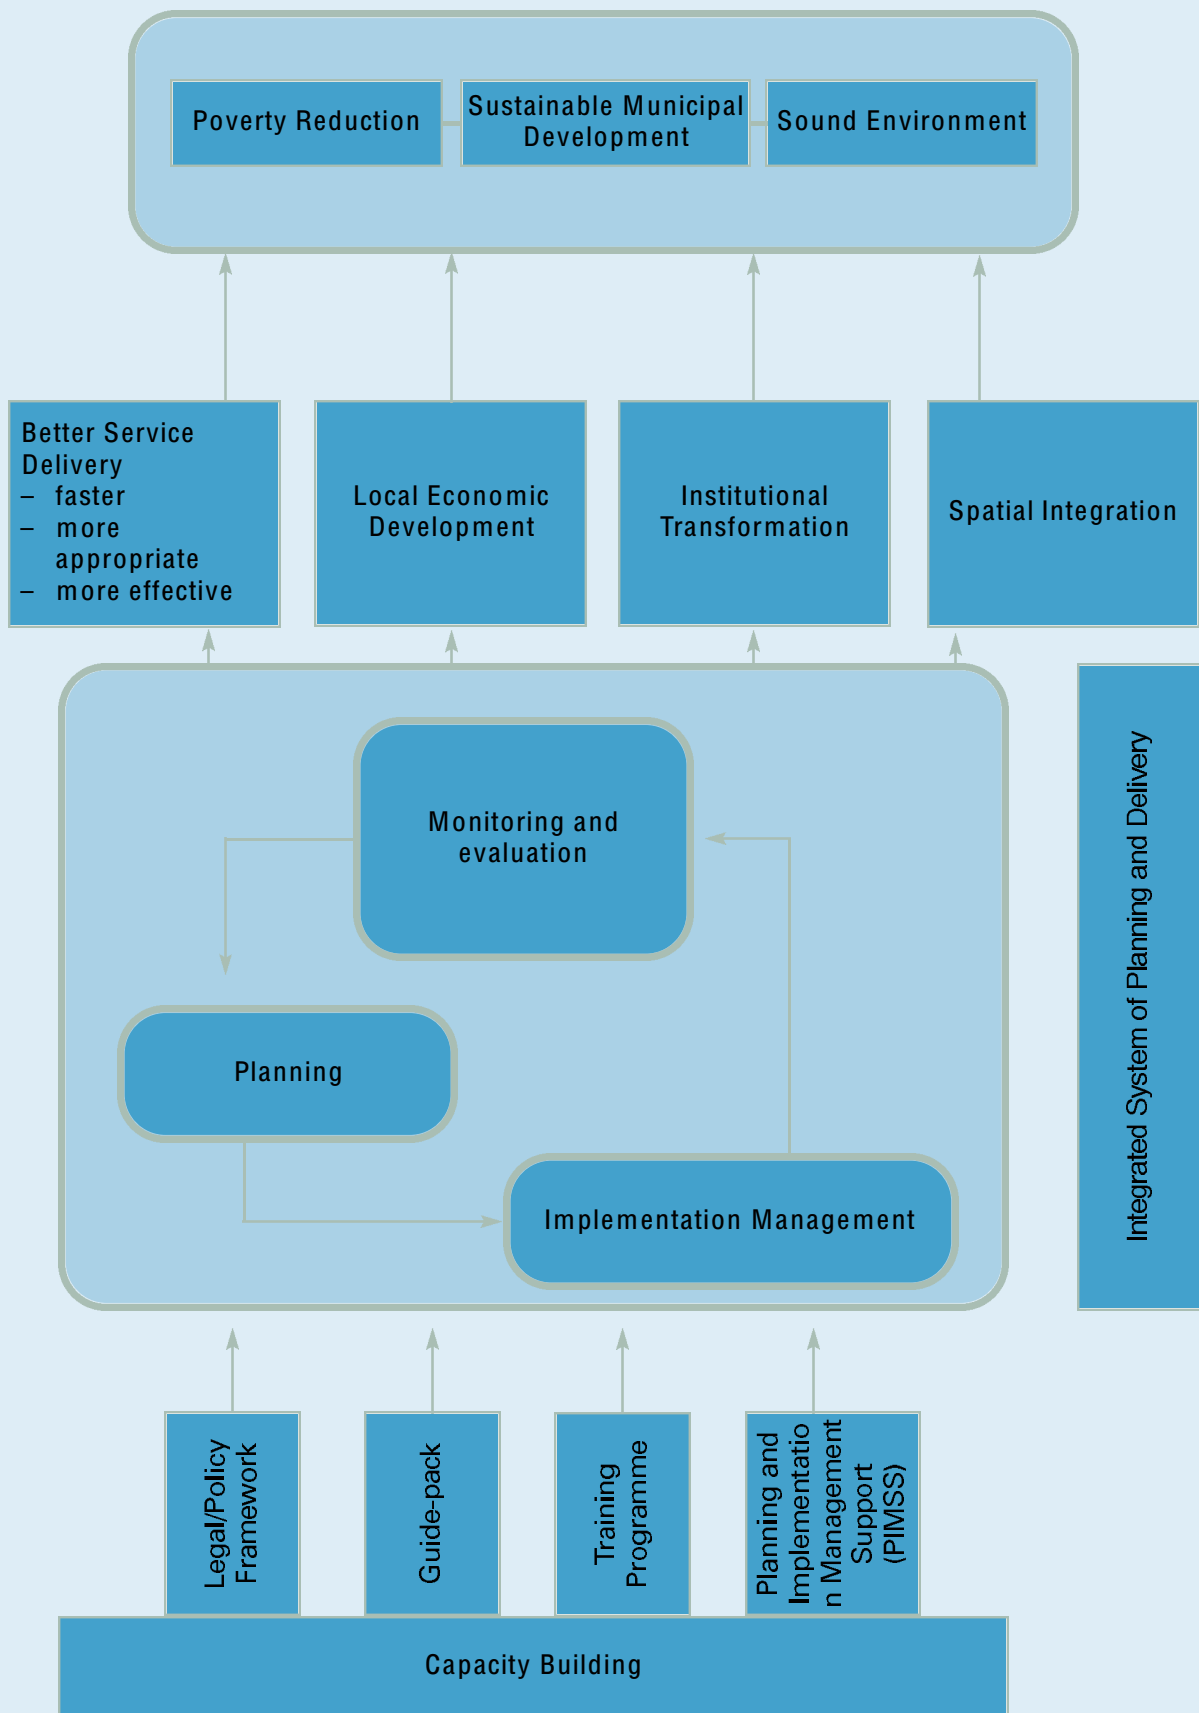 Poverty Reduction
Sustainable Municipal
Development
Sound Environment
Better Service
Delivery
– faster
– more
appropriate
– more effective
Local Economic
Development
Institutional
Transformation
Spatial Integration
Monitoring and
evaluation
Planning
Implementation Management
Integrated System of Planning and Delivery
Legal/Policy
Framework
Guide-pack
Training
Programme
Planning and
Implementatio
n Management
Support
(PIMSS)
Capacity Building